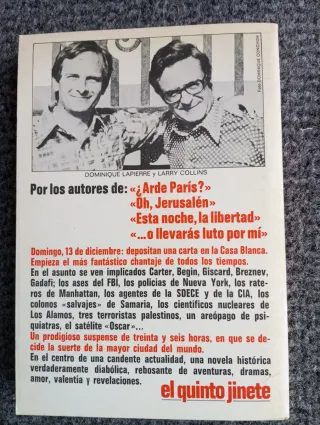 DOMINIQUE LAPIERRE y LARRY COLLINS
Por los autores de: «¿Arde París?»
«Oh, Jerusalén»
«Esta noche, la libertad»
«...o llevarás luto por mí»
Domingo, 13 de diciembre: depositan una carta en la Casa Blanca.
Empieza el más fantástico chantaje de todos los tiempos.
En el asunto se ven implicados Carter, Begin, Giscard, Breznev,
Gadafi; los ases del FBI, los policías de Nueva York, los rate-
ros de Manhattan, los agentes de la SDECE y de la CIA, los
colonos «salvajes» de Samaria, los científicos nucleares de
Los Alamos, tres terroristas palestinos, un areópago de psi-
quiatras, el satélite «Oscar»...
Un prodigioso suspense de treinta y seis horas, en que se de-
cide la suerte de la mayor ciudad del mundo.
En el centro de una candente actualidad, una novela histórica
verdaderamente diabólica, rebosante de aventuras, dramas,
amor, valentía y revelaciones.
el quinto jinete